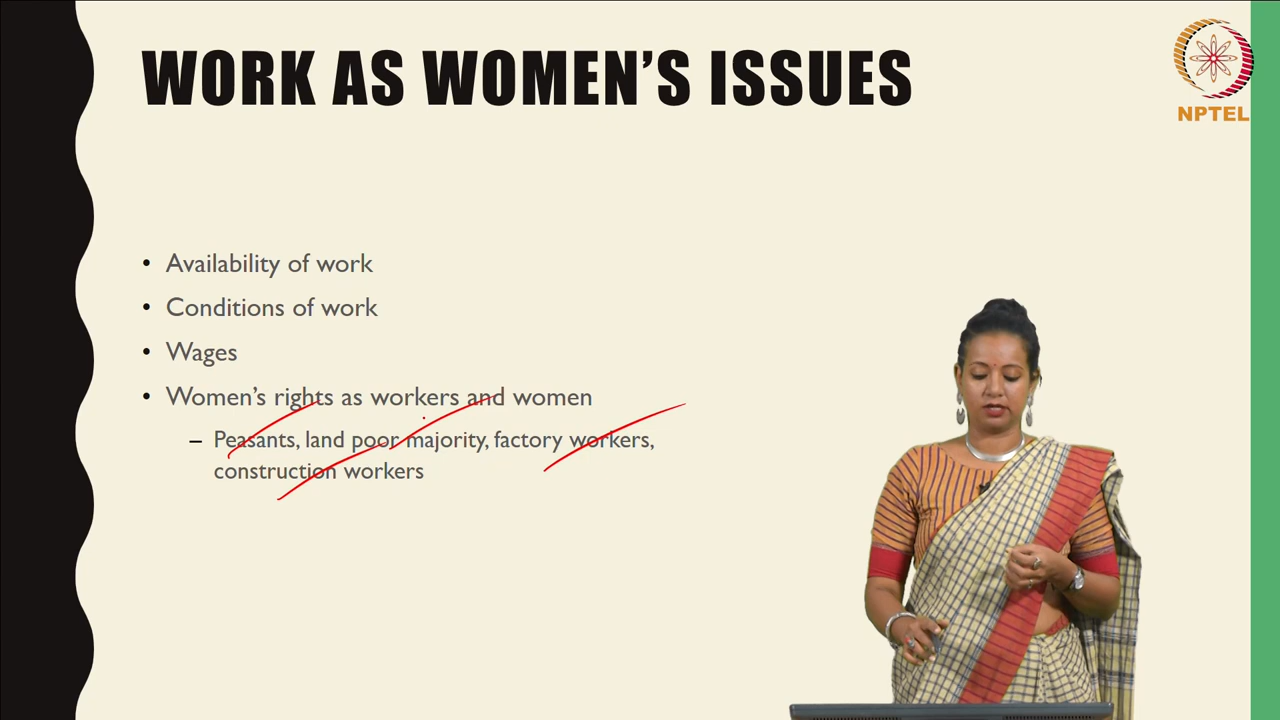 WORK AS WOMEN'S ISSUES
NPTEL
• Availability of work
• Conditions of work
• Wages
• Women's rights as workers and women
– Peasants, land poor majority, factory workers,
construction workers